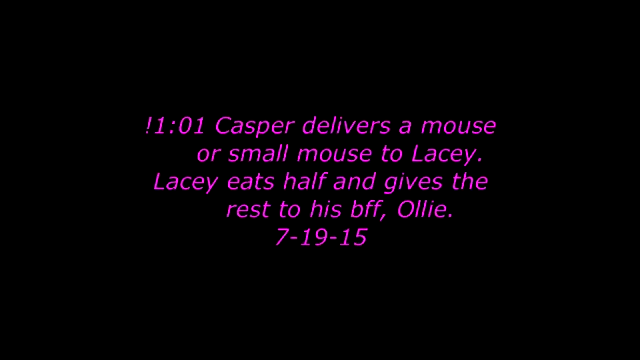 !1:01 Casper delivers a mouse
or small mouse to Lacey.
Lacey eats half and gives the
rest to his bff, Ollie.
7-19-15